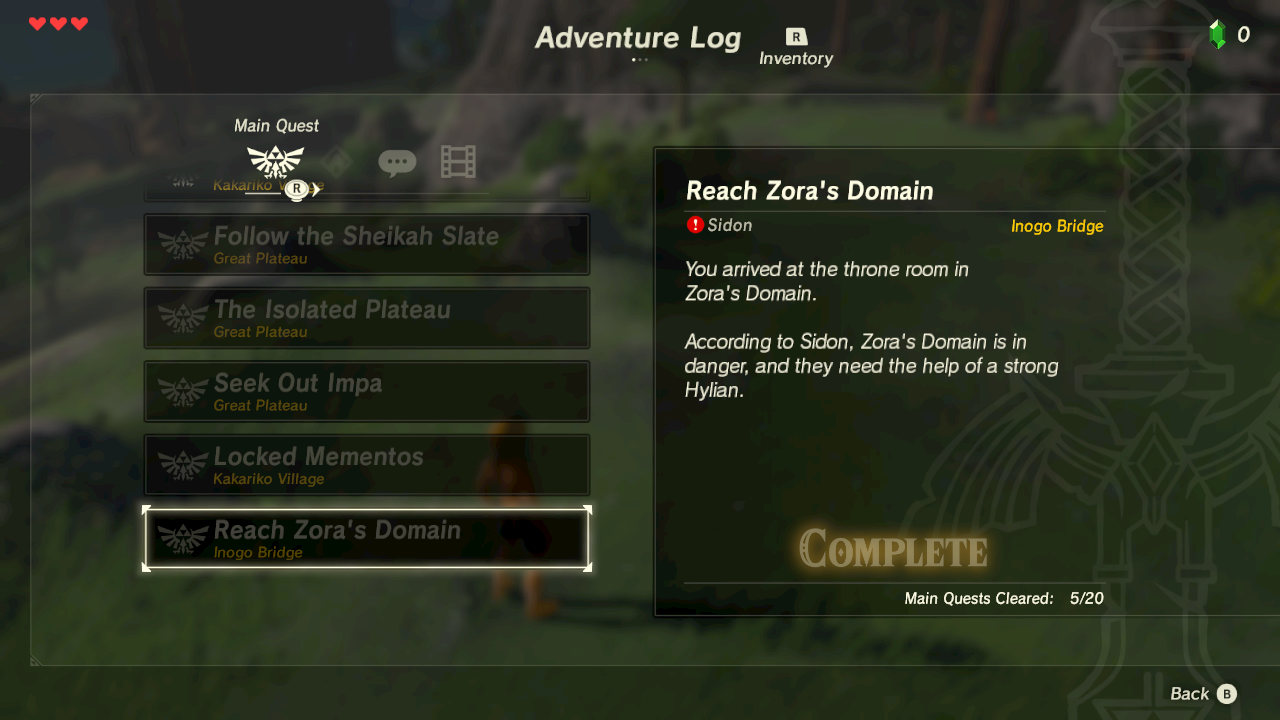 Adventure Log
R
Inventory
0
Main Quest
R
Kakariko Village
Follow the Sheikah Slate
Great Plateau
The Isolated Plateau
Great Plateau
Seek Out Impa
Great Plateau
Locked Mementos
Kakariko Village
Reach Zora's Domain
Inogo Bridge
Reach Zora's Domain
! Sidon
Inogo Bridge
You arrived at the throne room in
Zora's Domain.
According to Sidon, Zora's Domain is in
danger, and they need the help of a strong
Hylian.
COMPLETE
Main Quests Cleared: 5/20
Back B